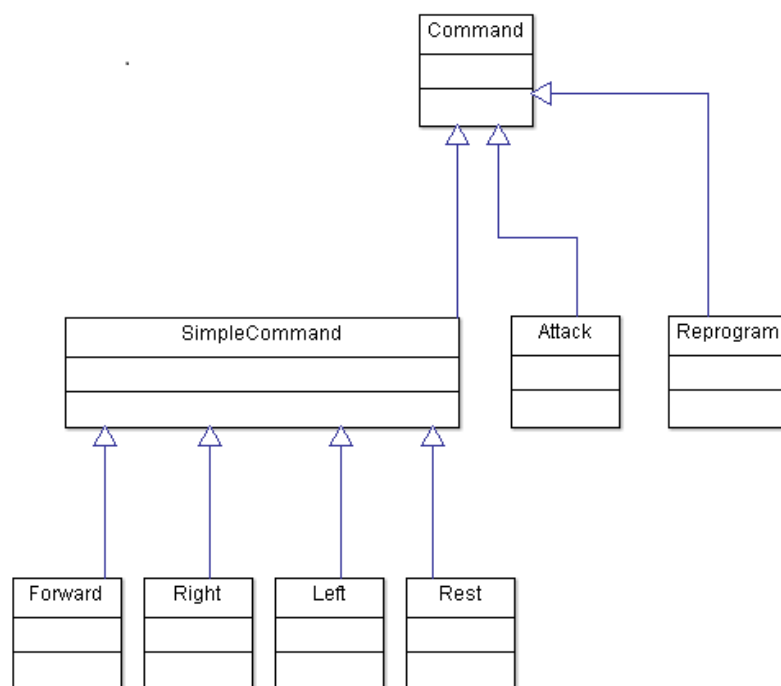 Command
SimpleCommand
Attack
Reprogram
Forward
Right
Left
Rest